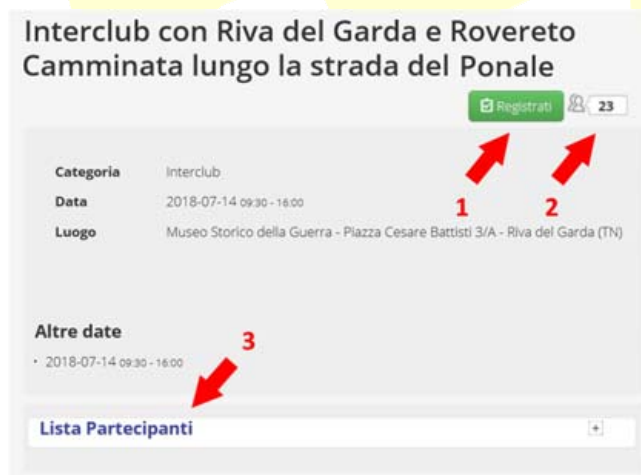 Interclub con Riva del Garda e Rovereto
Camminata lungo la strada del Ponale
Registrati 23
1 2
Categoria Interclub
Data 2018-07-14 09:30 - 16:00
Luogo Museo Storico della Guerra - Piazza Cesare Battisti 3/A - Riva del Garda (TN)
Altre date
3
• 2018-07-14 09:30 - 16:00
Lista Partecipanti +